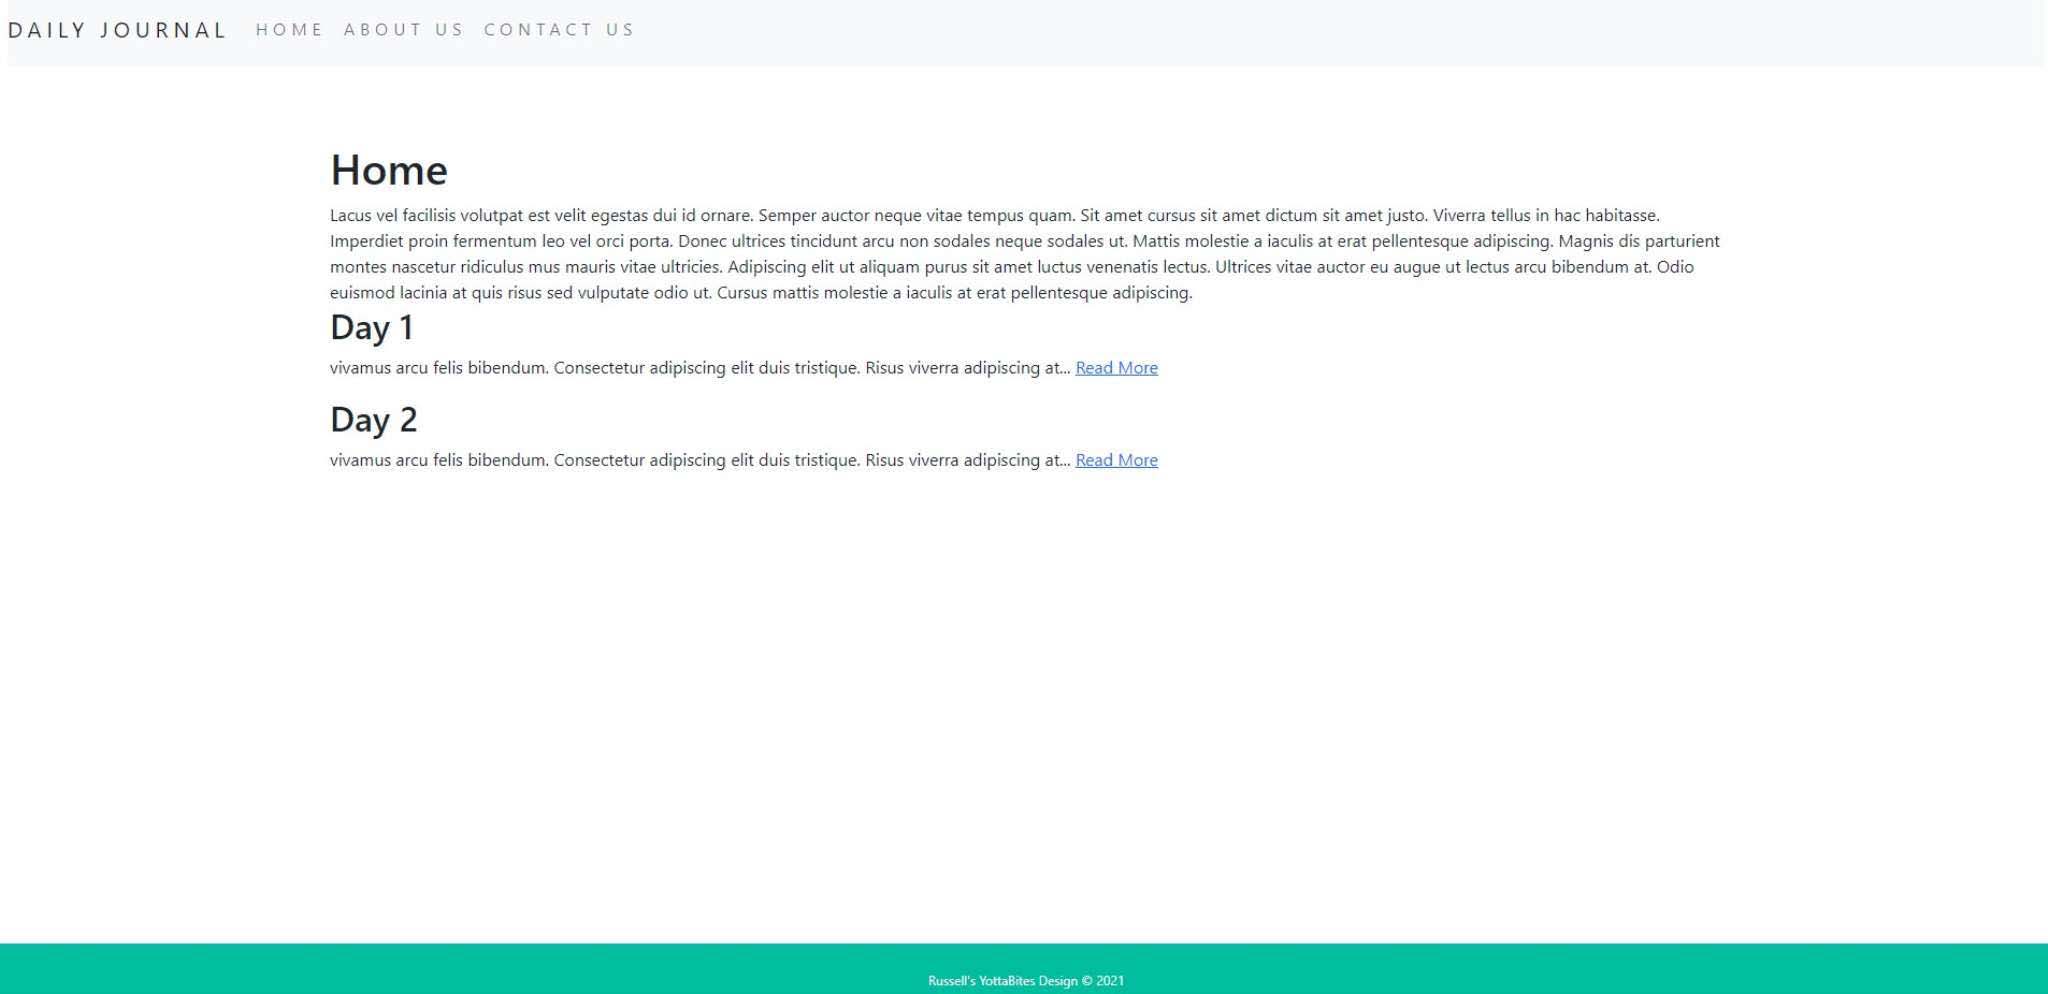 DAILY JOURNAL HOME ABOUT US CONTACT US
Home
Lacus vel facilisis volutpat est velit egestas dui id ornare. Semper auctor neque vitae tempus quam. Sit amet cursus sit amet dictum sit amet justo. Viverra tellus in hac habitasse.
Imperdiet proin fermentum leo vel orci porta. Donec ultrices tincidunt arcu non sodales neque sodales ut. Mattis molestie a iaculis at erat pellentesque adipiscing. Magnis dis parturient
montes nascetur ridiculus mus mauris vitae ultricies. Adipiscing elit ut aliquam purus sit amet luctus venenatis lectus. Ultrices vitae auctor eu augue ut lectus arcu bibendum at. Odio
euismod lacinia at quis risus sed vulputate odio ut. Cursus mattis molestie a iaculis at erat pellentesque adipiscing.
Day 1
vivamus arcu felis bibendum. Consectetur adipiscing elit duis tristique. Risus viverra adipiscing at... Read More
Day 2
vivamus arcu felis bibendum. Consectetur adipiscing elit duis tristique. Risus viverra adipiscing at... Read More
Russell's YottaBites Design © 2021